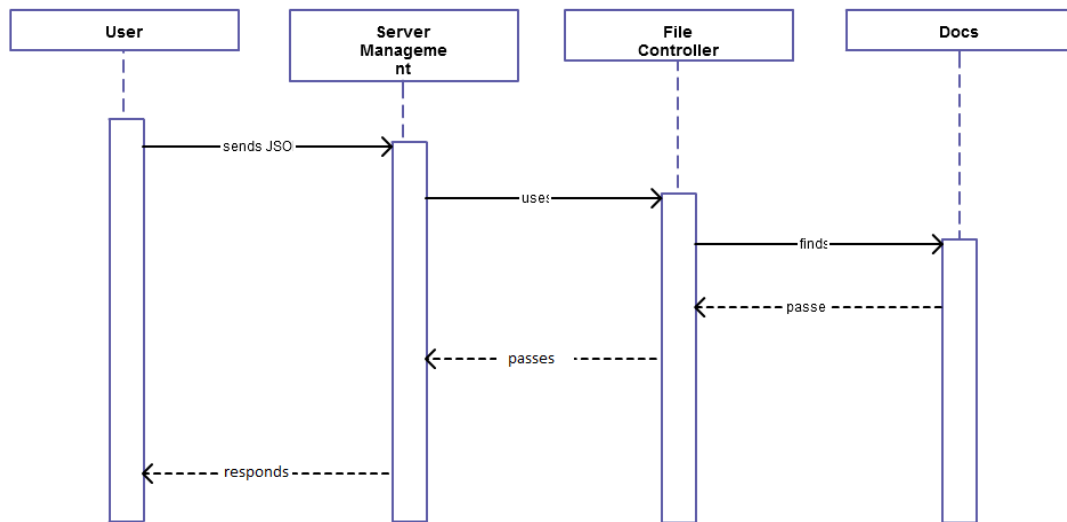 User
Server
Manageme
nt
File
Controller
Docs
sends JSO
uses
finds
passe
passes
responds